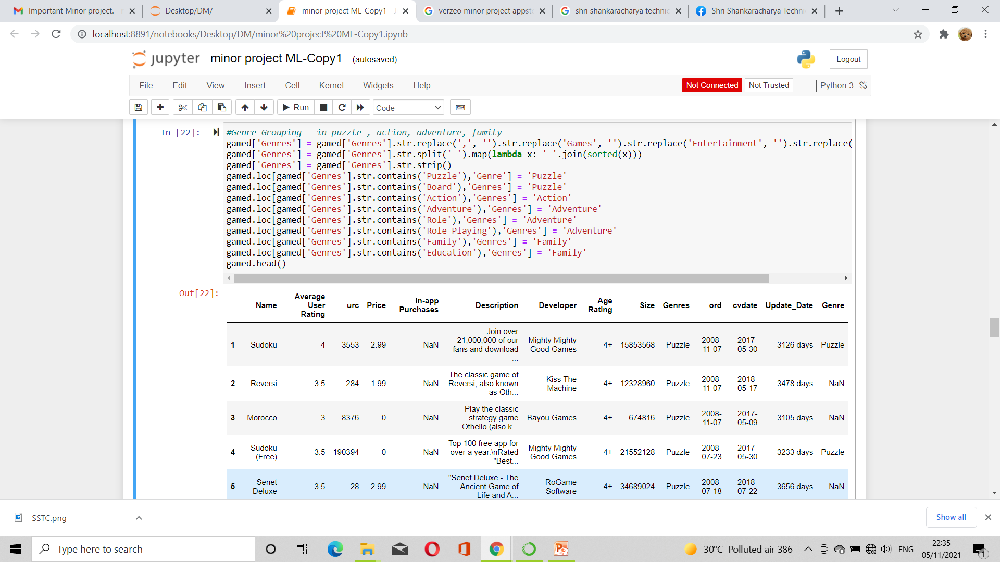 Important Minor project. - r
Desktop/DM/
minor project ML-Copy1 - J
verzeo minor project appsto
shri shankaracharya technic
Shri Shankaracharya Techni
localhost:8891/notebooks/Desktop/DM/minor%20project%20ML-Copy1.ipynb
jupyter minor project ML-Copy1 (autosaved)
Logout
File Edit View Insert Cell Kernel Widgets Help
Not Connected Not Trusted Python 3
Run Code
In [22]:
#Genre Grouping - in puzzle , action, adventure, family
gamed['Genres'] = gamed['Genres'].str.replace(',', '').str.replace('Games', '').str.replace('Entertainment', '').str.replace(
gamed['Genres'] = gamed['Genres'].str.split(' ').map(lambda x: ' '.join(sorted(x)))
gamed['Genres'] = gamed['Genres'].str.strip()
gamed.loc[gamed['Genres'].str.contains('Puzzle'),'Genre'] = 'Puzzle'
gamed.loc[gamed['Genres'].str.contains('Board'),'Genres'] = 'Puzzle'
gamed.loc[gamed['Genres'].str.contains('Action'),'Genres'] = 'Action'
gamed.loc[gamed['Genres'].str.contains('Adventure'),'Genres'] = 'Adventure'
gamed.loc[gamed['Genres'].str.contains('Role'),'Genres'] = 'Adventure'
gamed.loc[gamed['Genres'].str.contains('Role Playing'),'Genres'] = 'Adventure'
gamed.loc[gamed['Genres'].str.contains('Family'),'Genres'] = 'Family'
gamed.loc[gamed['Genres'].str.contains('Education'),'Genres'] = 'Family'
gamed.head()
Out[22]:
Name Average User Rating urc Price In-app Purchases Description Developer Age Rating Size Genres ord cvdate Update_Date Genre
1 Sudoku 4 3553 2.99 NaN Join over 21,000,000 of our fans and download ... Mighty Mighty Good Games 4+ 15853568 Puzzle 2008-11-07 2017-05-30 3126 days Puzzle
2 Reversi 3.5 284 1.99 NaN The classic game of Reversi, also known as Oth... Kiss The Machine 4+ 12328960 Puzzle 2008-11-07 2018-05-17 3478 days NaN
3 Morocco 3 8376 0 NaN Play the classic strategy game Othello (also k... Bayou Games 4+ 674816 Puzzle 2008-11-07 2017-05-09 3105 days NaN
4 Sudoku (Free) 3.5 190394 0 NaN Top 100 free app for over a year.\nRated "Best... Mighty Mighty Good Games 4+ 21552128 Puzzle 2008-07-23 2017-05-30 3233 days Puzzle
5 Senet Deluxe 3.5 28 2.99 NaN "Senet Deluxe - The Ancient Game of Life and A... RoGame Software 4+ 34689024 Puzzle 2008-07-18 2018-07-22 3656 days NaN
SSTC.png
Show all
Type here to search
30°C Polluted air 386
ENG
22:35
05/11/2021
1